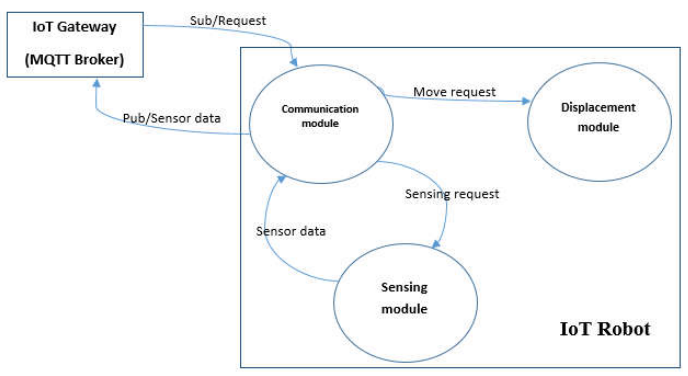 IoT Gateway
(MQTT Broker)
Sub/Request
Pub/Sensor data
Communication
module
Move request
Displacement
module
Sensing request
Sensor data
Sensing
module
IoT Robot